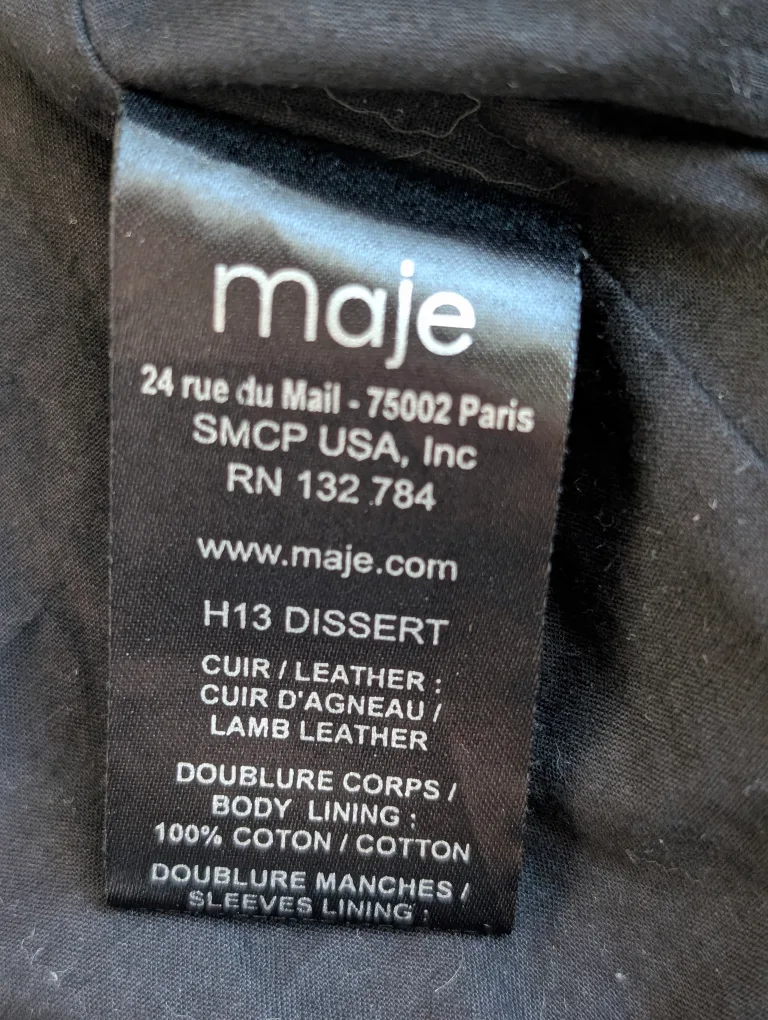 maje
24 rue du Mail - 75002 Paris
SMCP USA, Inc
RN 132 784
www.maje.com
H13 DISSERT
CUIR / LEATHER :
CUIR D'AGNEAU /
LAMB LEATHER
DOUBLURE CORPS /
BODY LINING :
100% COTON / COTTON
DOUBLURE MANCHES /
SLEEVES LINING :